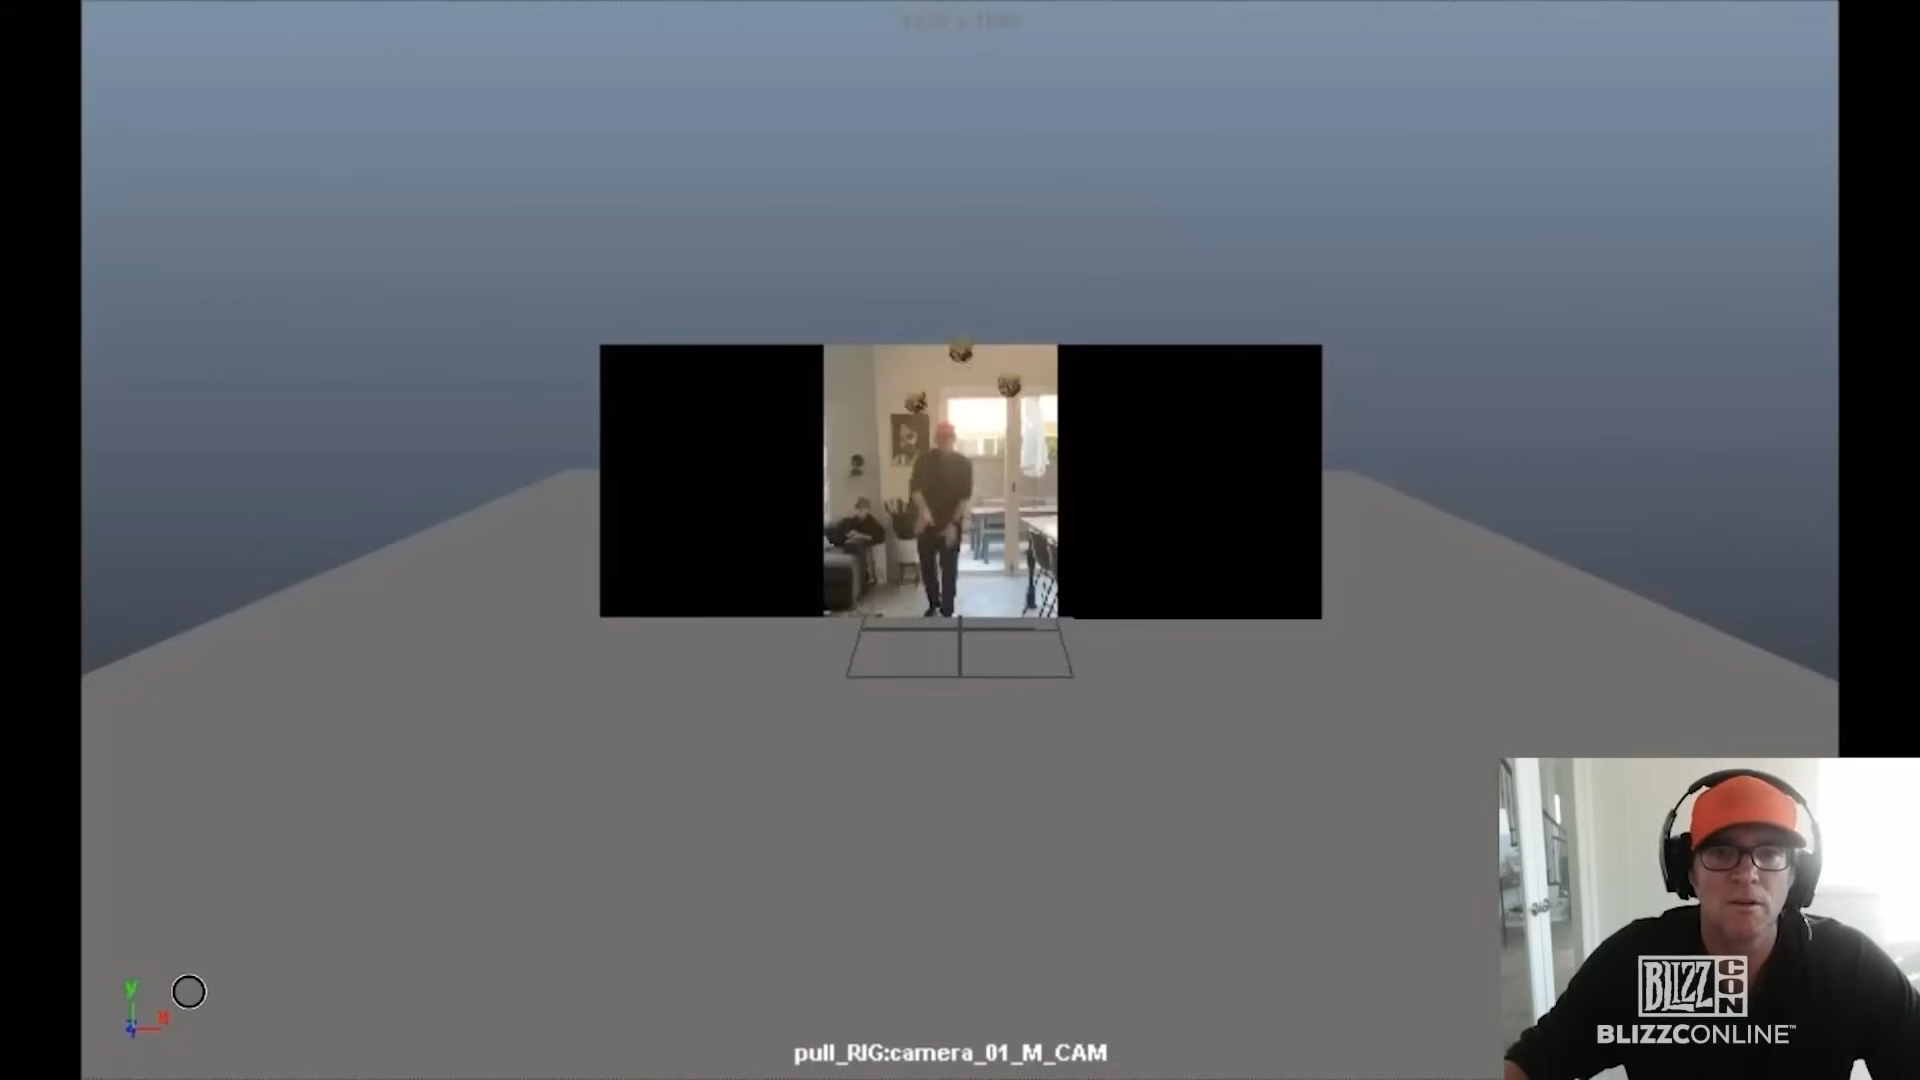 pull_RIG:camera_01_M_CAM
y
z
BLIZZ
CON
BLIZZCONLINE™